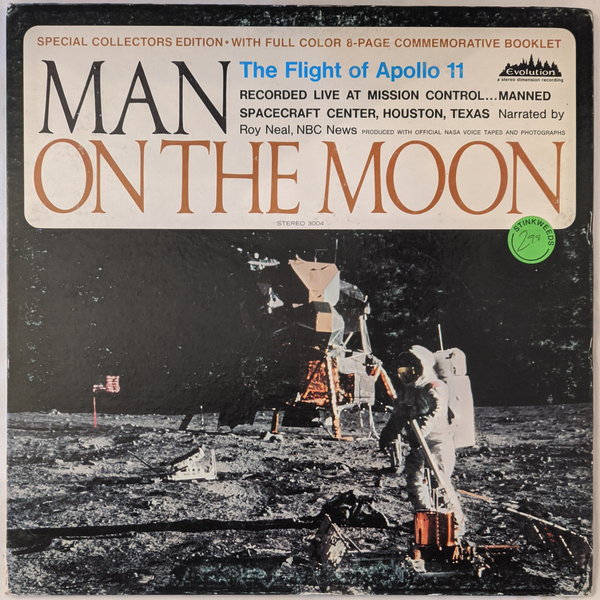 SPECIAL COLLECTORS EDITION • WITH FULL COLOR 8-PAGE COMMEMORATIVE BOOKLET
MAN
The Flight of Apollo 11
Evolution
a stereo dimension recording
RECORDED LIVE AT MISSION CONTROL...MANNED
SPACECRAFT CENTER, HOUSTON, TEXAS Narrated by
Roy Neal, NBC News PRODUCED WITH OFFICIAL NASA VOICE TAPES AND PHOTOGRAPHS
ON THE MOON
STEREO 3004
STINKWEEDS
2.99